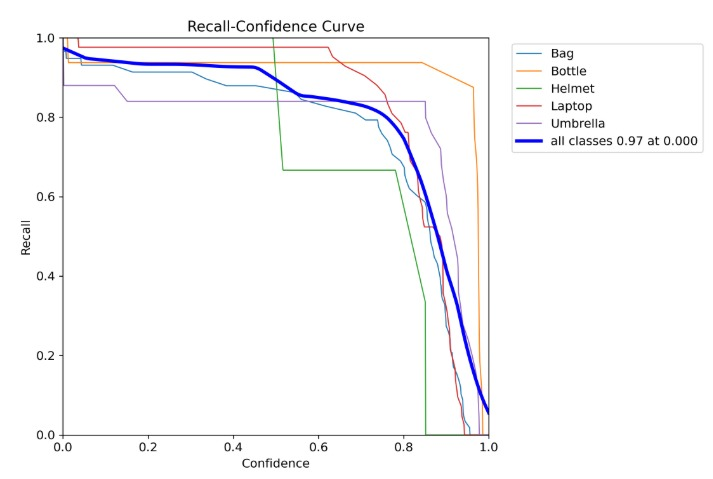 Recall-Confidence Curve
1.0
0.8
0.6
0.4
0.2
0.0
Recall
0.0 0.2 0.4 0.6 0.8 1.0
Confidence
Bag
Bottle
Helmet
Laptop
Umbrella
all classes 0.97 at 0.000